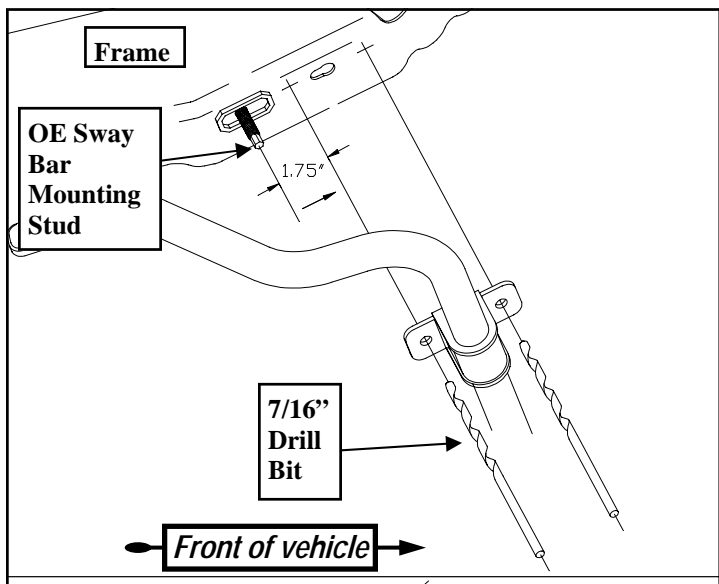 Frame
OE Sway
Bar
Mounting
Stud
1.75"
7/16”
Drill
Bit
Front of vehicle